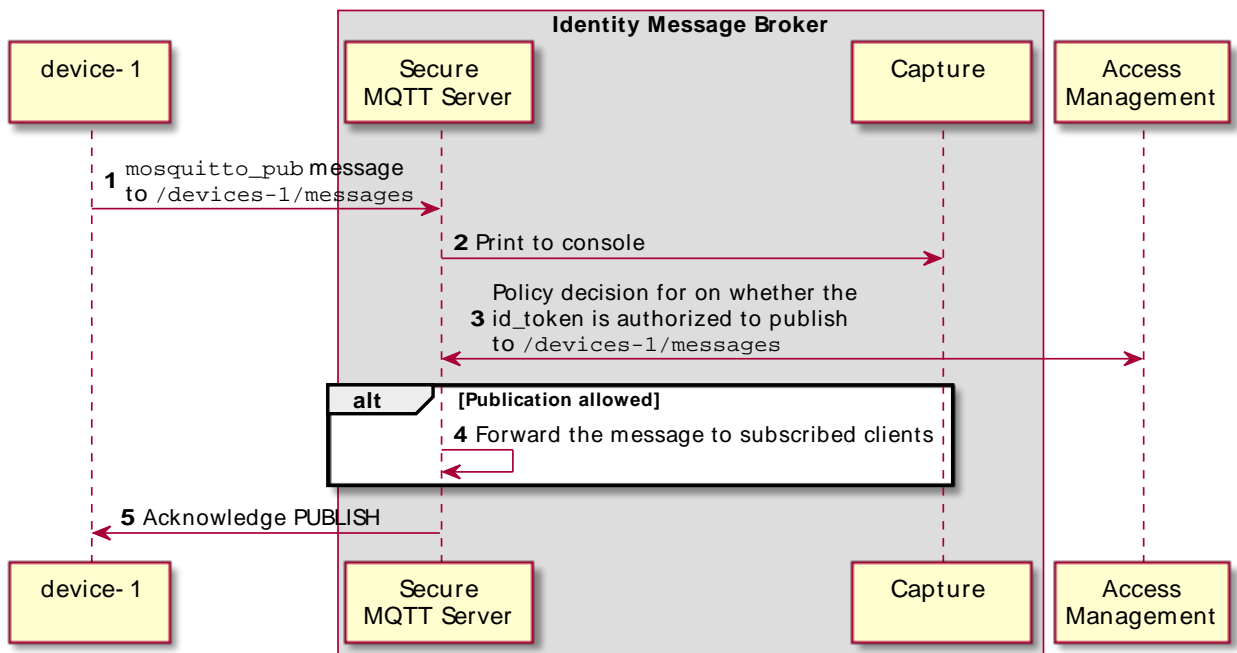 Identity Message Broker
device-1
Secure
MQTT Server
Capture
Access
Management
1 mosquitto_pub message
to /devices-1/messages
2 Print to console
Policy decision for on whether the
3 id_token is authorized to publish
to /devices-1/messages
alt [Publication allowed]
4 Forward the message to subscribed clients
5 Acknowledge PUBLISH
device-1
Secure
MQTT Server
Capture
Access
Management